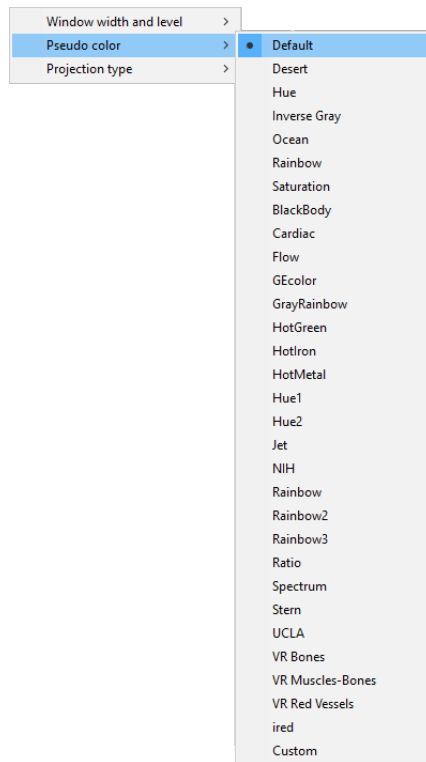 Window width and level
Pseudo color
Projection type
Default
Desert
Hue
Inverse Gray
Ocean
Rainbow
Saturation
BlackBody
Cardiac
Flow
GEcolor
GrayRainbow
HotGreen
HotIron
HotMetal
Hue1
Hue2
Jet
NIH
Rainbow
Rainbow2
Rainbow3
Ratio
Spectrum
Stern
UCLA
VR Bones
VR Muscles-Bones
VR Red Vessels
ired
Custom